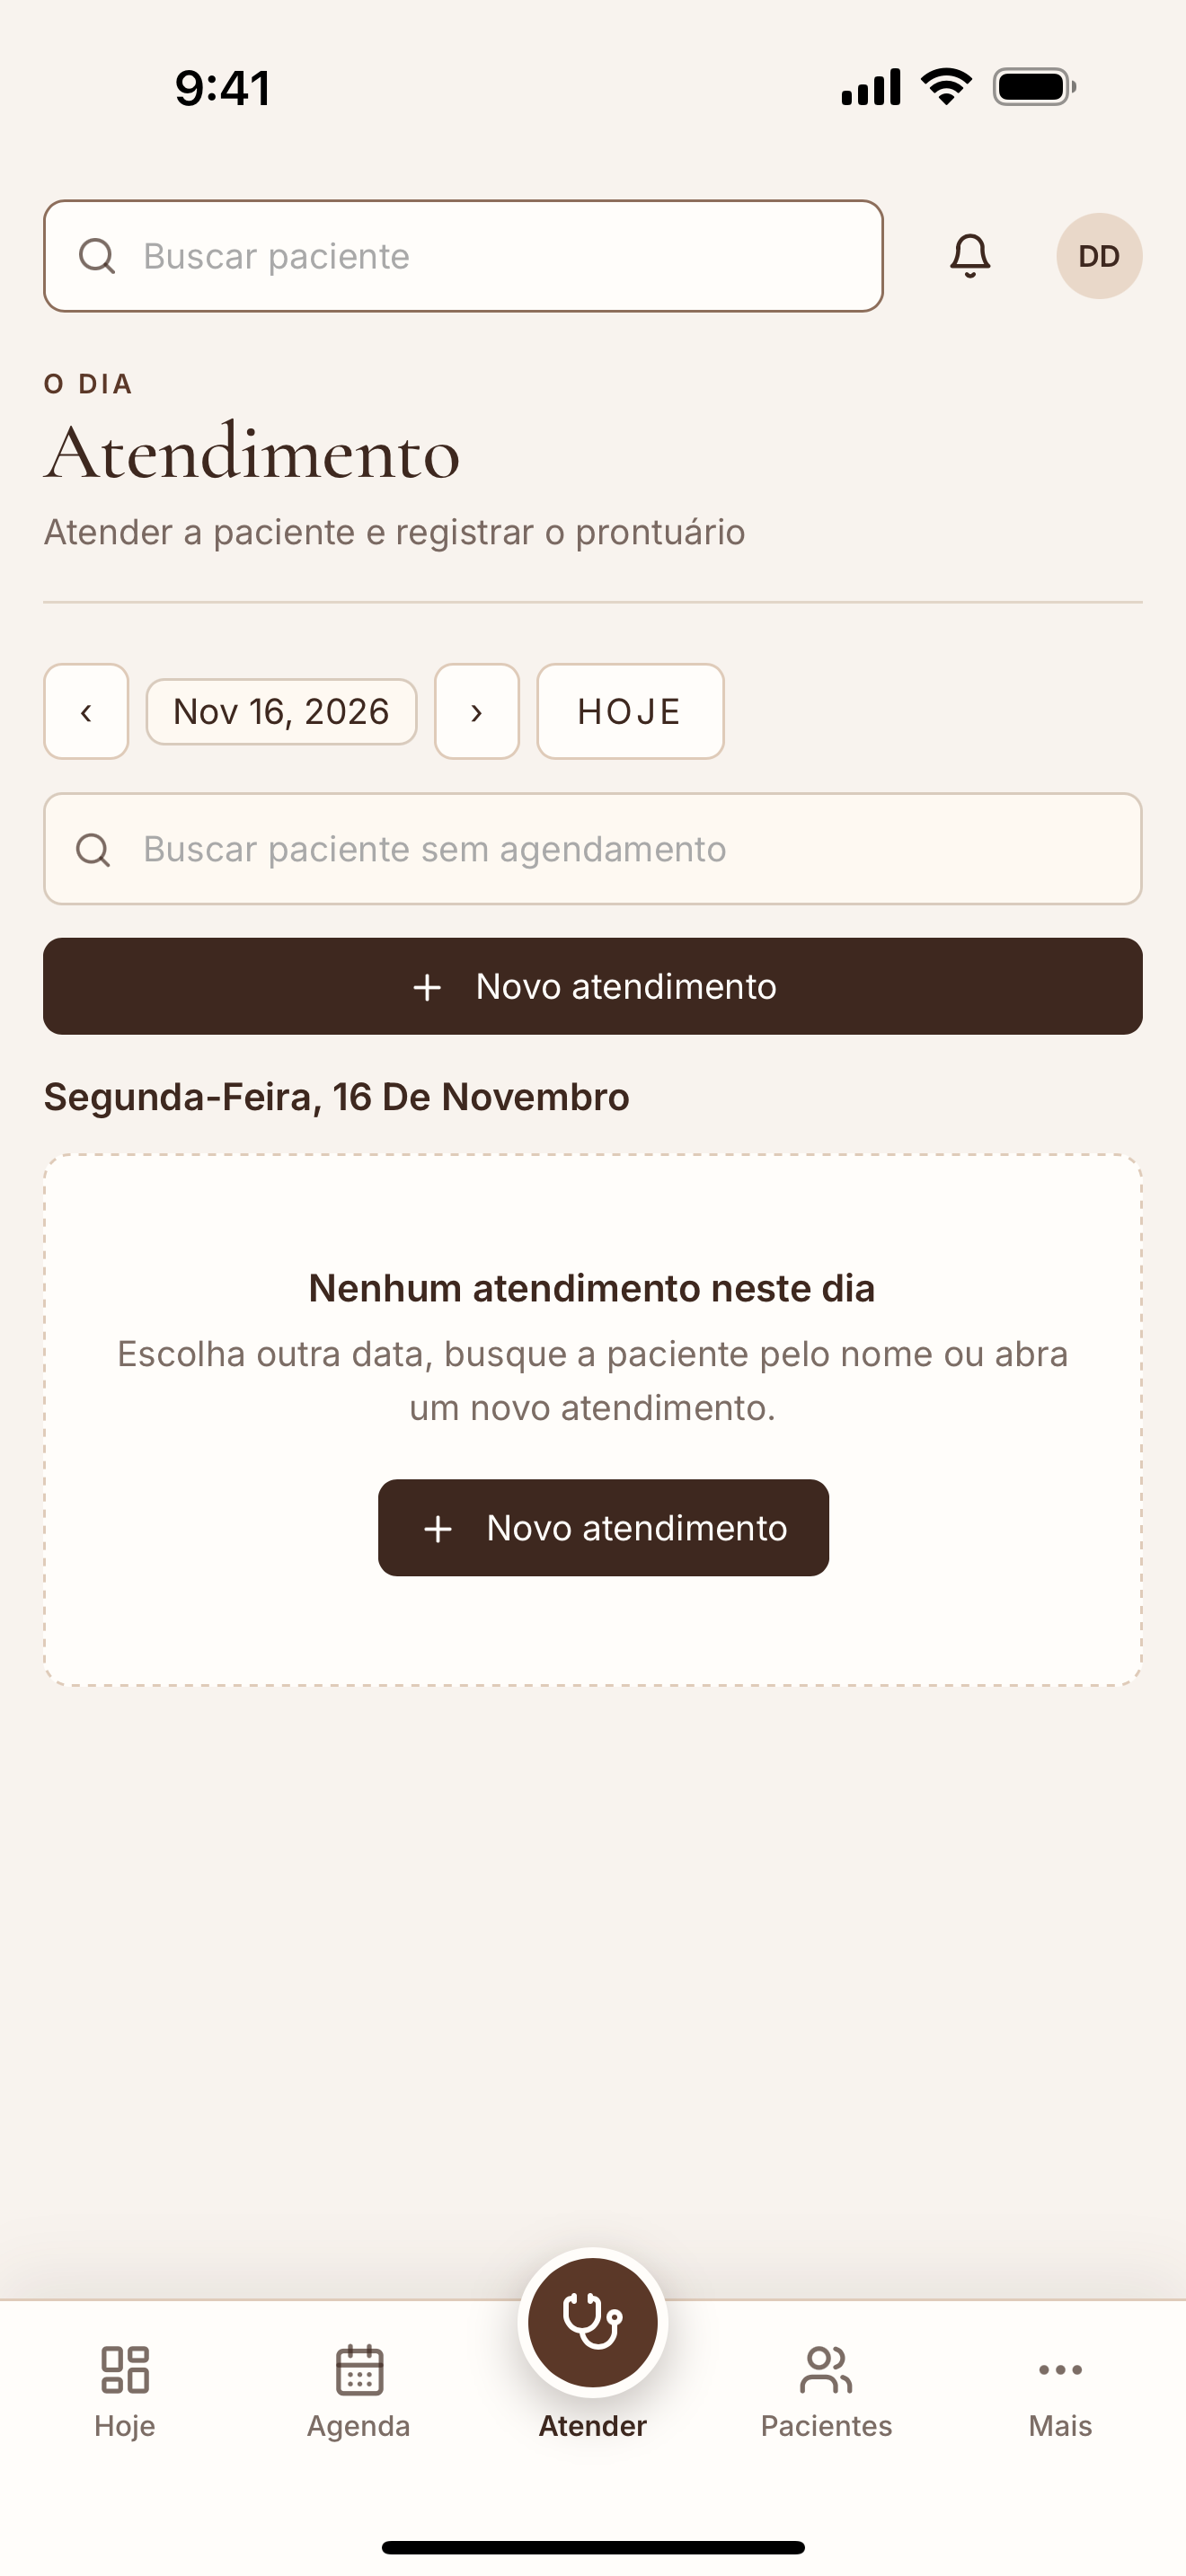 9:41
Buscar paciente
DD
O DIA
Atendimento
Atender a paciente e registrar o prontuário
‹ Nov 16, 2026 › HOJE
Buscar paciente sem agendamento
+ Novo atendimento
Segunda-Feira, 16 De Novembro
Nenhum atendimento neste dia
Escolha outra data, busque a paciente pelo nome ou abra
um novo atendimento.
+ Novo atendimento
Hoje Agenda Atender Pacientes Mais